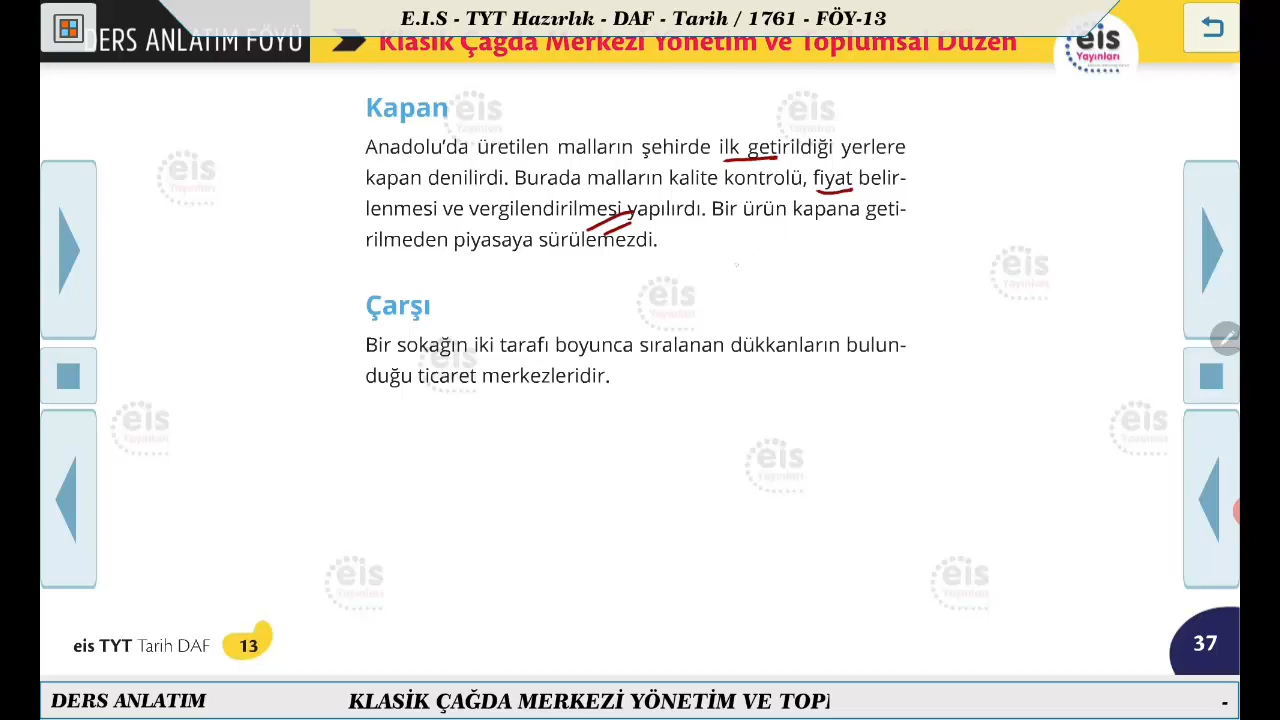 E.I.S - TYT Hazırlık - DAF - Tarih / 1761 - FÖY-13
DERS ANLATIM FÖYÜ
Klasik Çağda Merkezi Yönetim ve Toplumsal Düzen
eis
Yayınları
Kapan
Anadolu'da üretilen malların şehirde ilk getirildiği yerlere
kapan denilirdi. Burada malların kalite kontrolü, fiyat belir-
lenmesi ve vergilendirilmesi yapılırdı. Bir ürün kapana geti-
rilmeden piyasaya sürülemezdi.
Çarşı
Bir sokağın iki tarafı boyunca sıralanan dükkanların bulun-
duğu ticaret merkezleridir.
eis TYT Tarih DAF 13
37
DERS ANLATIM
KLASİK ÇAĞDA MERKEZİ YÖNETİM VE TOPI
-